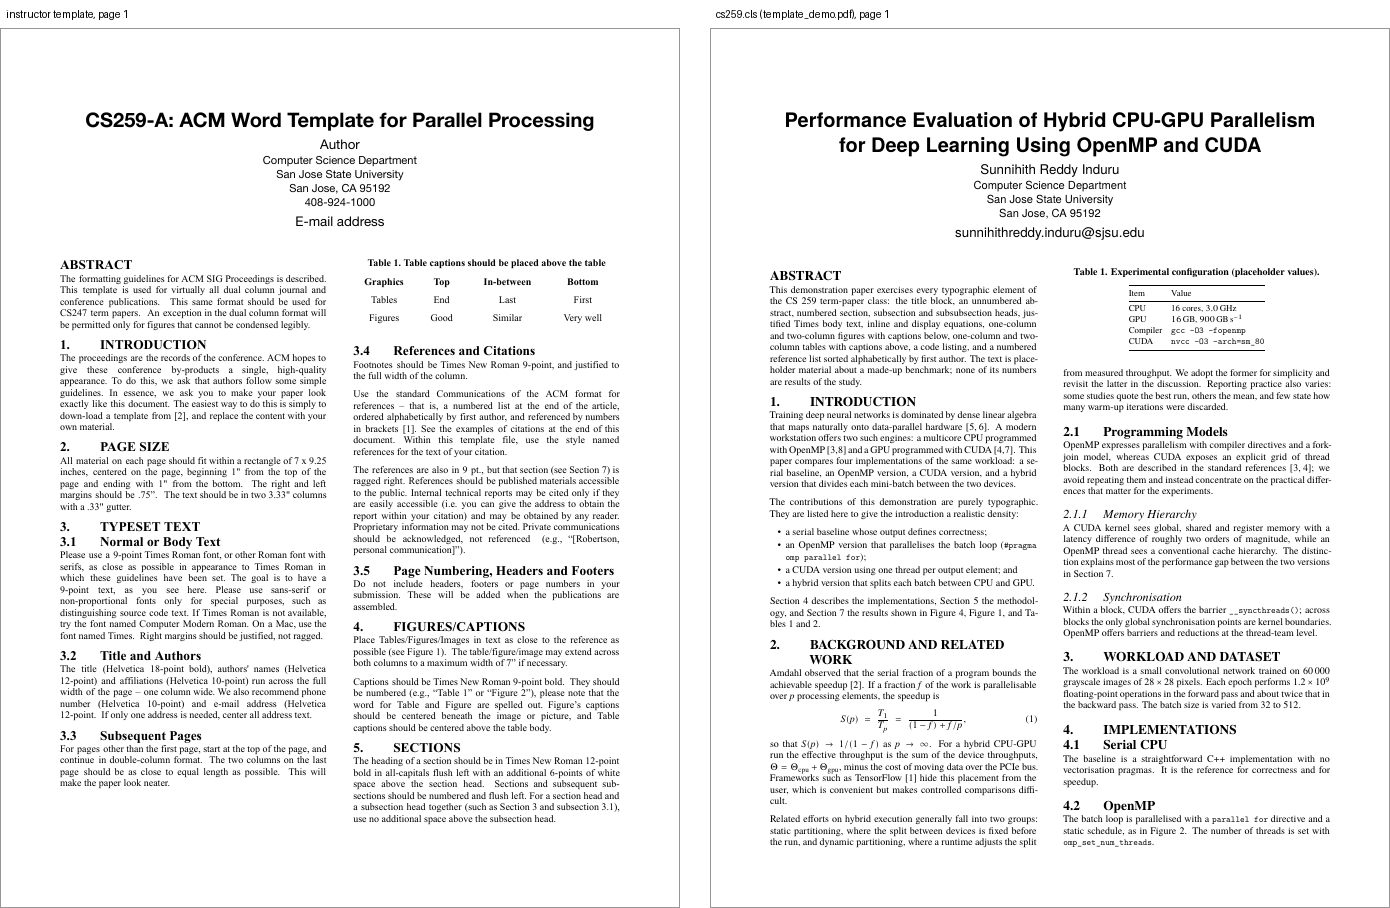 instructor template, page 1
CS259-A: ACM Word Template for Parallel Processing
Author
Computer Science Department
San Jose State University
San Jose, CA 95192
408-924-1000
E-mail address
ABSTRACT
The formatting guidelines for ACM SIG Proceedings is described.
This template is used for virtually all dual column journal and
conference publications. This same format should be used for
CS247 term papers. An exception in the dual column format will
be permitted only for figures that cannot be condensed legibly.
1. INTRODUCTION
The proceedings are the records of the conference. ACM hopes to
give these conference by-products a single, high-quality
appearance. To do this, we ask that authors follow some simple
guidelines. In essence, we ask you to make your paper look
exactly like this document. The easiest way to do this is simply to
down-load a template from [2], and replace the content with your
own material.
2. PAGE SIZE
All material on each page should fit within a rectangle of 7 x 9.25
inches, centered on the page, beginning 1" from the top of the
page and ending with 1" from the bottom. The right and left
margins should be .75”. The text should be in two 3.33" columns
with a .33" gutter.
3. TYPESET TEXT
3.1 Normal or Body Text
Please use a 9-point Times Roman font, or other Roman font with
serifs, as close as possible in appearance to Times Roman in
which these guidelines have been set. The goal is to have a
9-point text, as you see here. Please use sans-serif or
non-proportional fonts only for special purposes, such as
distinguishing source code text. If Times Roman is not available,
try the font named Computer Modern Roman. On a Mac, use the
font named Times. Right margins should be justified, not ragged.
3.2 Title and Authors
The title (Helvetica 18-point bold), authors' names (Helvetica
12-point) and affiliations (Helvetica 10-point) run across the full
width of the page – one column wide. We also recommend phone
number (Helvetica 10-point) and e-mail address (Helvetica
12-point. If only one address is needed, center all address text.
3.3 Subsequent Pages
For pages other than the first page, start at the top of the page, and
continue in double-column format. The two columns on the last
page should be as close to equal length as possible. This will
make the paper look neater.
Table 1. Table captions should be placed above the table
Graphics Top In-between Bottom
Tables End Last First
Figures Good Similar Very well
3.4 References and Citations
Footnotes should be Times New Roman 9-point, and justified to
the full width of the column.
Use the standard Communications of the ACM format for
references – that is, a numbered list at the end of the article,
ordered alphabetically by first author, and referenced by numbers
in brackets [1]. See the examples of citations at the end of this
document. Within this template file, use the style named
references for the text of your citation.
The references are also in 9 pt., but that section (see Section 7) is
ragged right. References should be published materials accessible
to the public. Internal technical reports may be cited only if they
are easily accessible (i.e. you can give the address to obtain the
report within your citation) and may be obtained by any reader.
Proprietary information may not be cited. Private communications
should be acknowledged, not referenced (e.g., “[Robertson,
personal communication]”).
3.5 Page Numbering, Headers and Footers
Do not include headers, footers or page numbers in your
submission. These will be added when the publications are
assembled.
4. FIGURES/CAPTIONS
Place Tables/Figures/Images in text as close to the reference as
possible (see Figure 1). The table/figure/image may extend across
both columns to a maximum width of 7” if necessary.
Captions should be Times New Roman 9-point bold. They should
be numbered (e.g., “Table 1” or “Figure 2”), please note that the
word for Table and Figure are spelled out. Figure’s captions
should be centered beneath the image or picture, and Table
captions should be centered above the table body.
5. SECTIONS
The heading of a section should be in Times New Roman 12-point
bold in all-capitals flush left with an additional 6-points of white
space above the section head. Sections and subsequent sub-
sections should be numbered and flush left. For a section head and
a subsection head together (such as Section 3 and subsection 3.1),
use no additional space above the subsection head.
cs259.cls (template_demo.pdf), page 1
Performance Evaluation of Hybrid CPU-GPU Parallelism
for Deep Learning Using OpenMP and CUDA
Sunnihith Reddy Induru
Computer Science Department
San Jose State University
San Jose, CA 95192
sunnihithreddy.induru@sjsu.edu
ABSTRACT
This demonstration paper exercises every typographic element of
the CS 259 term-paper class: the title block, an unnumbered ab-
stract, numbered section, subsection and subsubsection heads, jus-
tified Times body text, inline and display equations, one-column
and two-column figures with captions below, one-column and two-
column tables with captions above, a code listing, and a numbered
reference list sorted alphabetically by first author. The text is place-
holder material about a made-up benchmark; none of its numbers
are results of the study.
1. INTRODUCTION
Training deep neural networks is dominated by dense linear algebra
that maps naturally onto data-parallel hardware [5, 6]. A modern
workstation offers two such engines: a multicore CPU programmed
with OpenMP [3,8] and a GPU programmed with CUDA [4,7]. This
paper compares four implementations of the same workload: a se-
rial baseline, an OpenMP version, a CUDA version, and a hybrid
version that divides each mini-batch between the two devices.
The contributions of this demonstration are purely typographic.
They are listed here to give the introduction a realistic density:
• a serial baseline whose output defines correctness;
• an OpenMP version that parallelises the batch loop (#pragma
omp parallel for);
• a CUDA version using one thread per output element; and
• a hybrid version that splits each batch between CPU and GPU.
Section 4 describes the implementations, Section 5 the methodol-
ogy, and Section 7 the results shown in Figure 4, Figure 1, and Ta-
bles 1 and 2.
2. BACKGROUND AND RELATED
WORK
Amdahl observed that the serial fraction of a program bounds the
achievable speedup [2]. If a fraction f of the work is parallelisable
over p processing elements, the speedup is
S(p) = T1/Tp = 1/((1 − f) + f/p), (1)
so that S(p) → 1/(1 − f) as p → ∞. For a hybrid CPU-GPU
run the effective throughput is the sum of the device throughputs,
Θ = Θcpu + Θgpu, minus the cost of moving data over the PCIe bus.
Frameworks such as TensorFlow [1] hide this placement from the
user, which is convenient but makes controlled comparisons diffi-
cult.
Related efforts on hybrid execution generally fall into two groups:
static partitioning, where the split between devices is fixed before
the run, and dynamic partitioning, where a runtime adjusts the split
Table 1. Experimental configuration (placeholder values).
Item Value
CPU 16 cores, 3.0 GHz
GPU 16 GB, 900 GB s⁻¹
Compiler gcc -O3 -fopenmp
CUDA nvcc -O3 -arch=sm_80
from measured throughput. We adopt the former for simplicity and
revisit the latter in the discussion. Reporting practice also varies:
some studies quote the best run, others the mean, and few state how
many warm-up iterations were discarded.
2.1 Programming Models
OpenMP expresses parallelism with compiler directives and a fork-
join model, whereas CUDA exposes an explicit grid of thread
blocks. Both are described in the standard references [3, 4]; we
avoid repeating them and instead concentrate on the practical differ-
ences that matter for the experiments.
2.1.1 Memory Hierarchy
A CUDA kernel sees global, shared and register memory with a
latency difference of roughly two orders of magnitude, while an
OpenMP thread sees a conventional cache hierarchy. The distinc-
tion explains most of the performance gap between the two versions
in Section 7.
2.1.2 Synchronisation
Within a block, CUDA offers the barrier __syncthreads(); across
blocks the only global synchronisation points are kernel boundaries.
OpenMP offers barriers and reductions at the thread-team level.
3. WORKLOAD AND DATASET
The workload is a small convolutional network trained on 60 000
grayscale images of 28 × 28 pixels. Each epoch performs 1.2 × 10⁹
floating-point operations in the forward pass and about twice that in
the backward pass. The batch size is varied from 32 to 512.
4. IMPLEMENTATIONS
4.1 Serial CPU
The baseline is a straightforward C++ implementation with no
vectorisation pragmas. It is the reference for correctness and for
speedup.
4.2 OpenMP
The batch loop is parallelised with a parallel for directive and a
static schedule, as in Figure 2. The number of threads is set with
omp_set_num_threads.